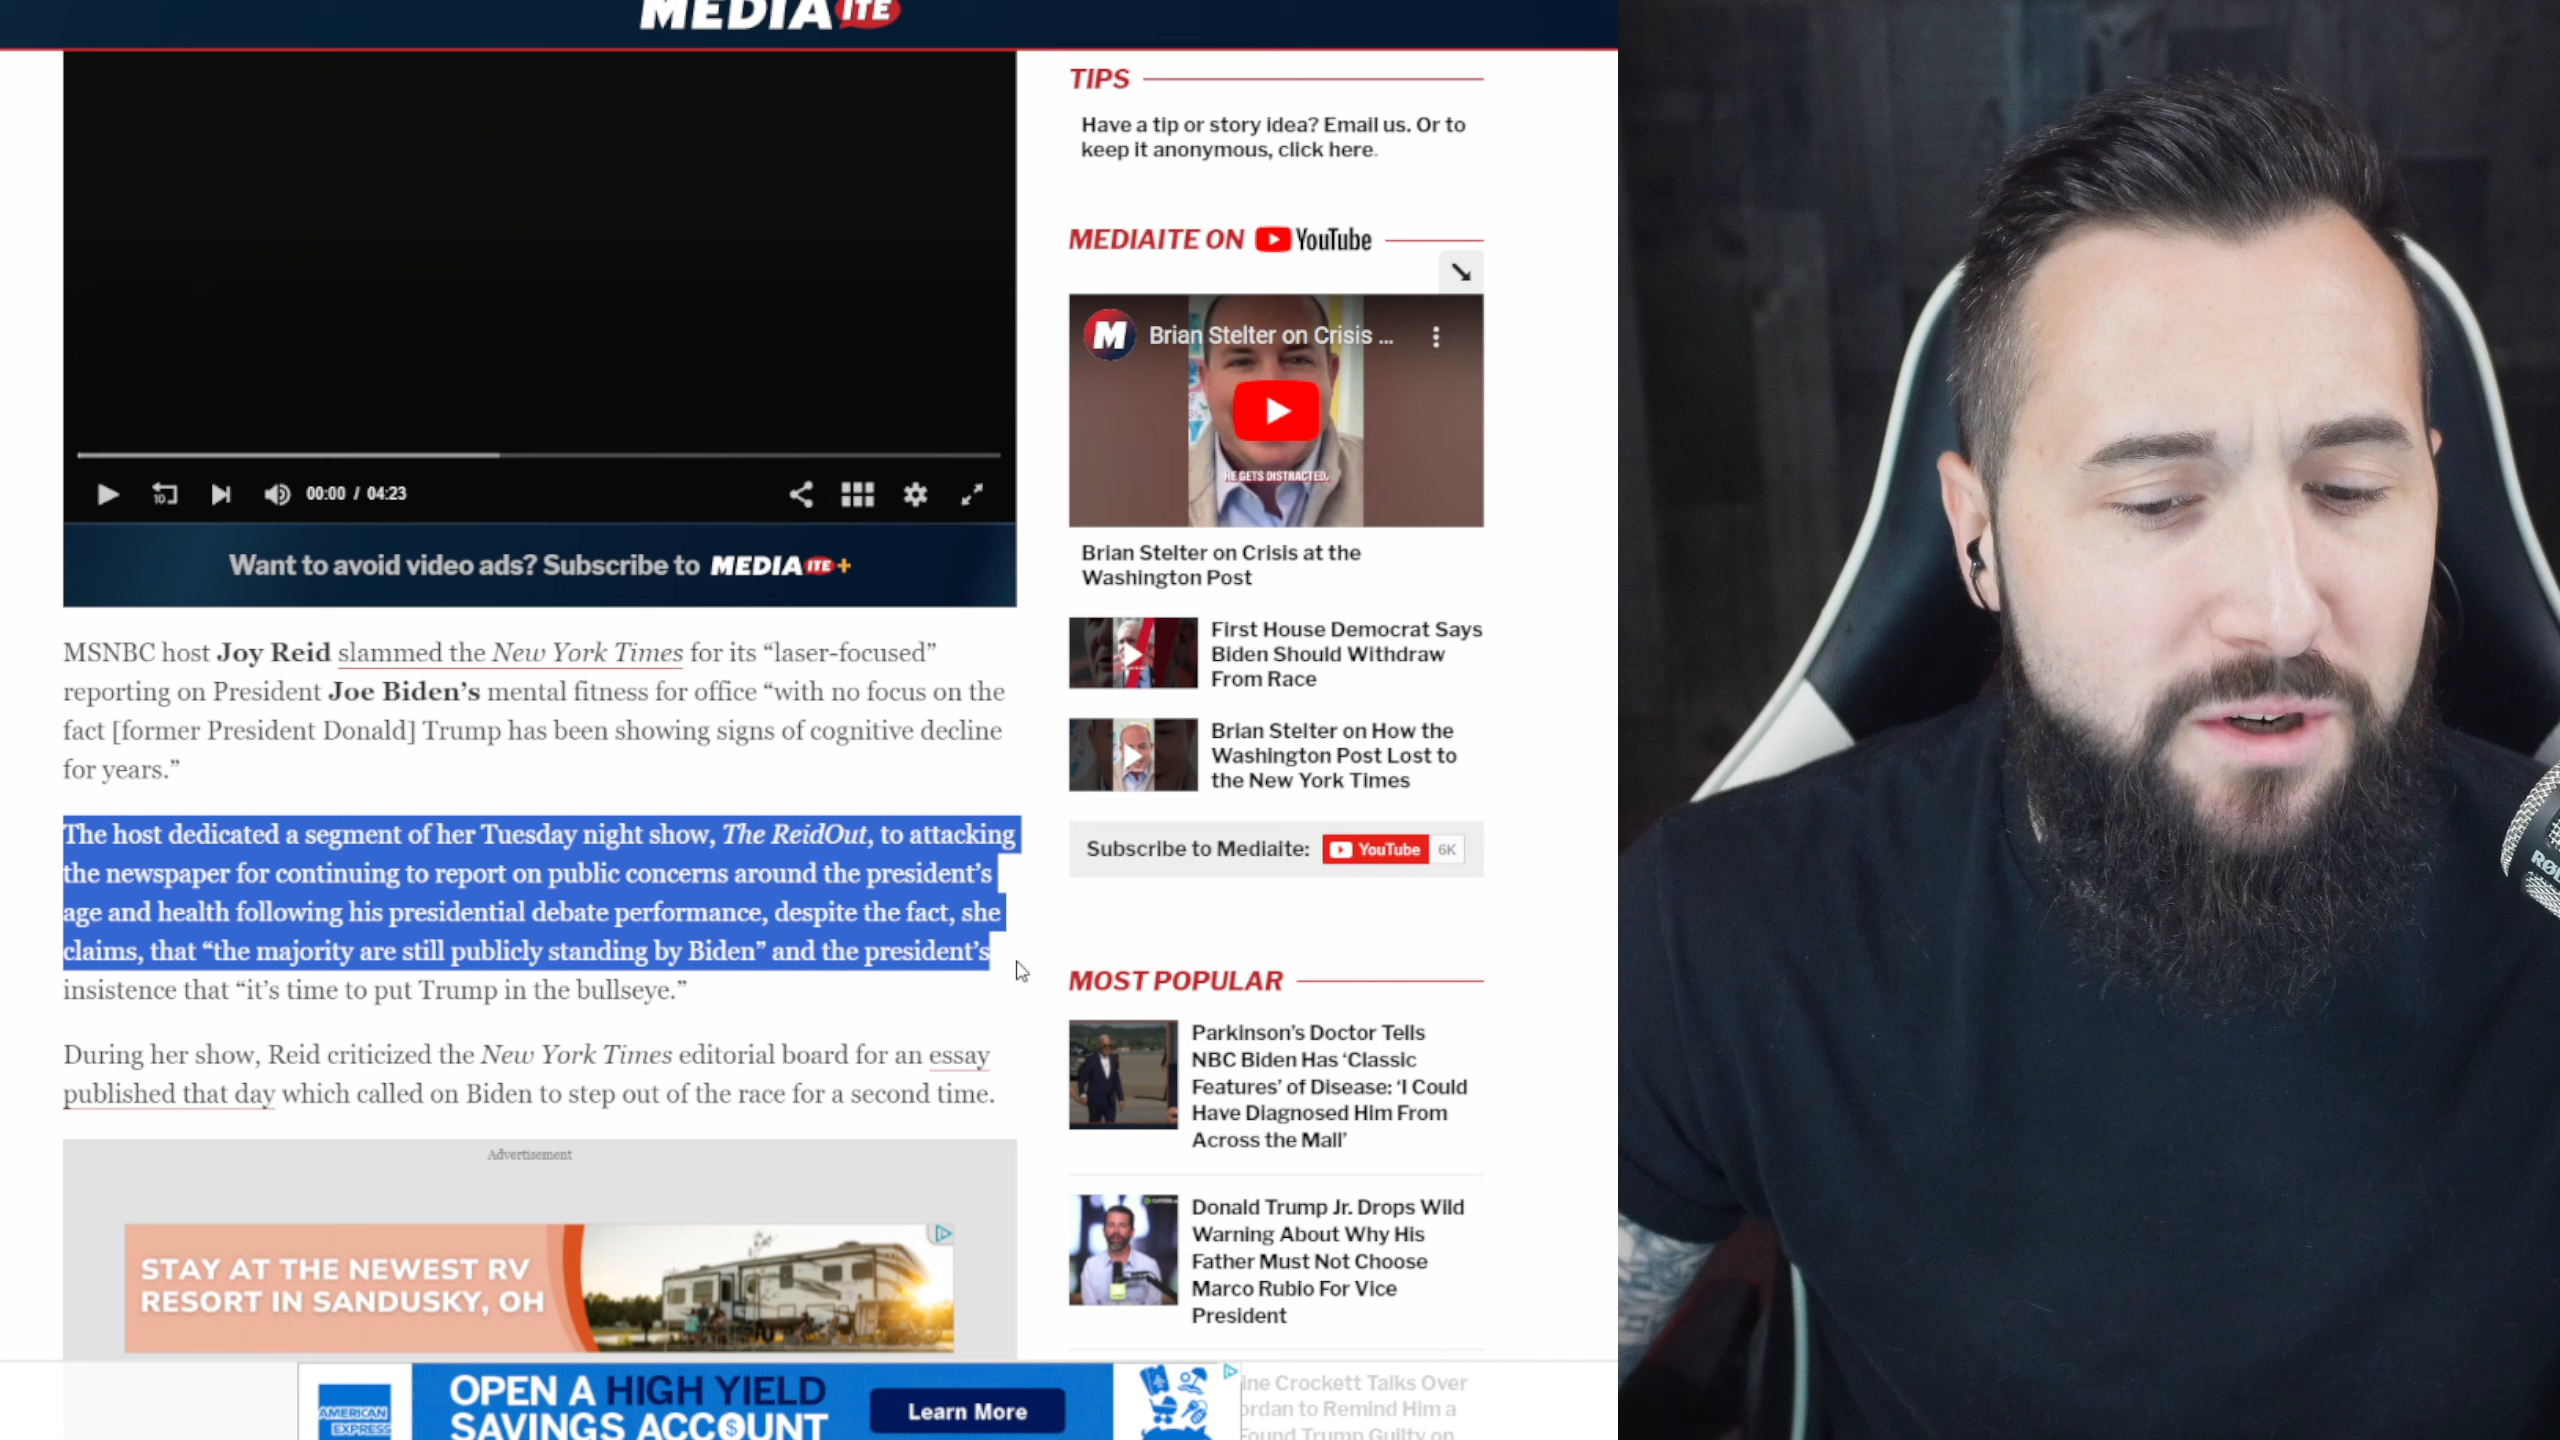 MEDIAITE
00:00 / 04:23
Want to avoid video ads? Subscribe to MEDIAITE+
MSNBC host Joy Reid slammed the New York Times for its “laser-focused”
reporting on President Joe Biden’s mental fitness for office “with no focus on the
fact [former President Donald] Trump has been showing signs of cognitive decline
for years.”
The host dedicated a segment of her Tuesday night show, The ReidOut, to attacking
the newspaper for continuing to report on public concerns around the president’s
age and health following his presidential debate performance, despite the fact, she
claims, that “the majority are still publicly standing by Biden” and the president’s
insistence that “it’s time to put Trump in the bullseye.”
During her show, Reid criticized the New York Times editorial board for an essay
published that day which called on Biden to step out of the race for a second time.
Advertisement
STAY AT THE NEWEST RV
RESORT IN SANDUSKY, OH
AMERICAN
EXPRESS
OPEN A HIGH YIELD
SAVINGS ACCOUNT
Learn More
TIPS
Have a tip or story idea? Email us. Or to
keep it anonymous, click here.
MEDIAITE ON YouTube
M
Brian Stelter on Crisis ...
HE GETS DISTRACTED.
Brian Stelter on Crisis at the
Washington Post
First House Democrat Says
Biden Should Withdraw
From Race
Brian Stelter on How the
Washington Post Lost to
the New York Times
Subscribe to Mediaite: YouTube 6K
MOST POPULAR
Parkinson’s Doctor Tells
NBC Biden Has ‘Classic
Features’ of Disease: ‘I Could
Have Diagnosed Him From
Across the Mall’
Donald Trump Jr. Drops Wild
Warning About Why His
Father Must Not Choose
Marco Rubio For Vice
President
Crockett Talks Over
to Remind Him a
Found Trump Guilty on